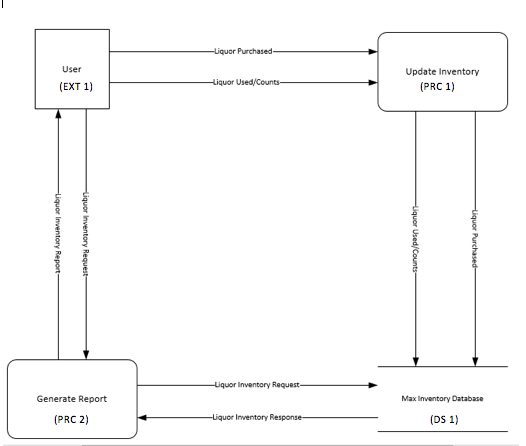 Liquor Purchased
Liquor Used/Counts
User
(EXT 1)
Update Inventory
(PRC 1)
Liquor Inventory Report
Liquor Inventory Request
Liquor Used/Counts
Liquor Purchased
Generate Report
(PRC 2)
Liquor Inventory Request
Liquor Inventory Response
Max Inventory Database
(DS 1)